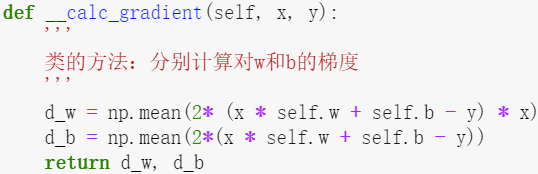 def __calc_gradient(self, x, y):
'''
类的方法：分别计算对w和b的梯度
'''
d_w = np.mean(2* (x * self.w + self.b - y) * x)
d_b = np.mean(2*(x * self.w + self.b - y))
return d_w, d_b